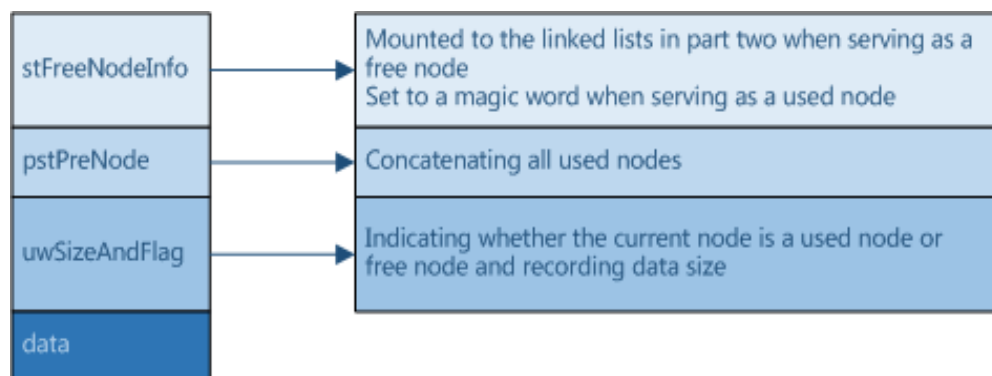 stFreeNodeInfo
Mounted to the linked lists in part two when serving as a
free node
Set to a magic word when serving as a used node
pstPreNode
Concatenating all used nodes
uwSizeAndFlag
Indicating whether the current node is a used node or
free node and recording data size
data